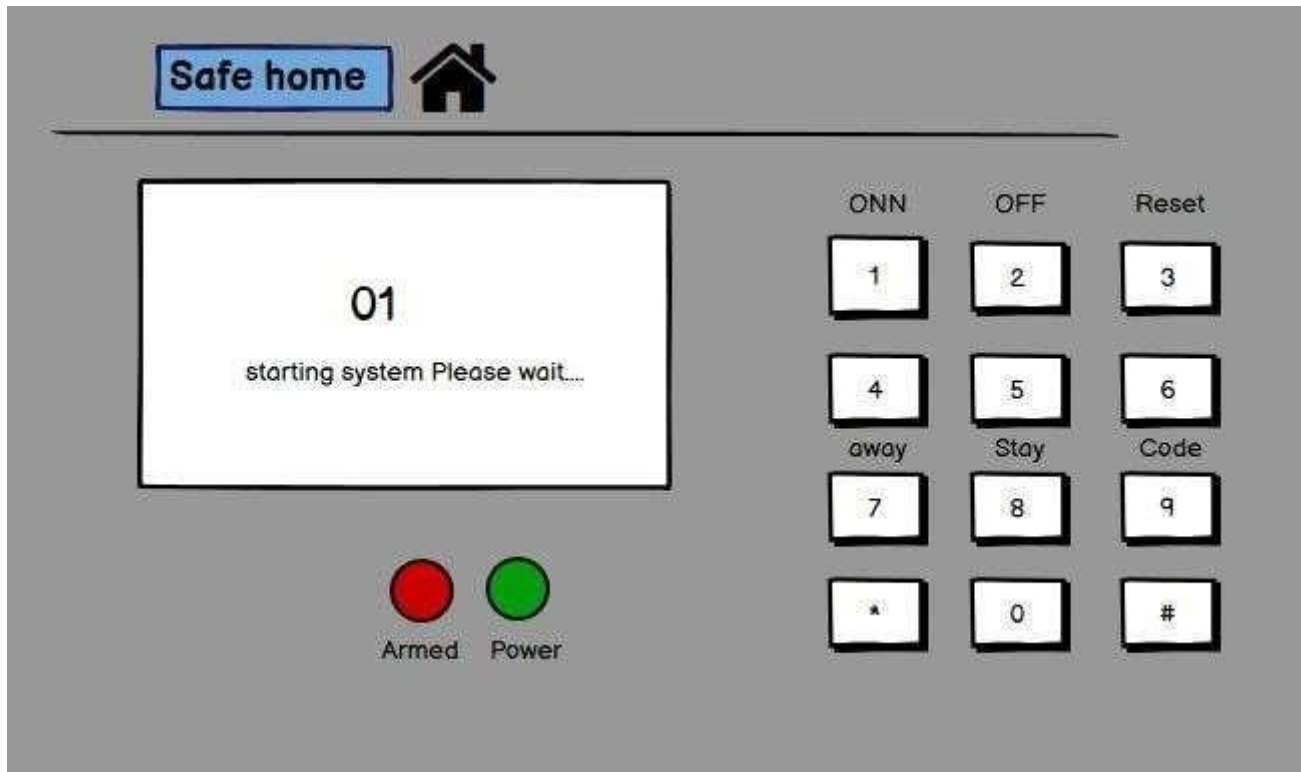 Safe home
01
starting system Please wait....
Armed Power
ONN OFF Reset
1 2 3
4 5 6
away Stay Code
7 8 9
* 0 #